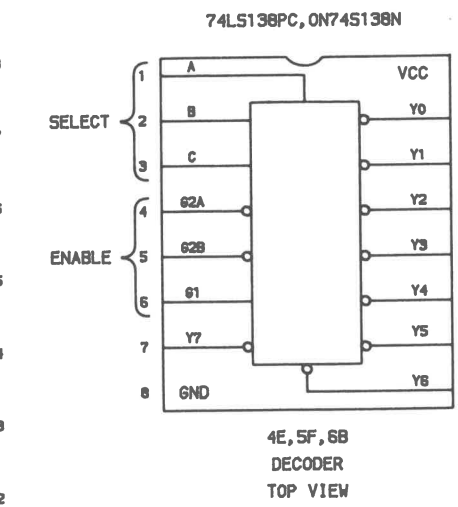 74LS138PC,ON74S138N
1 A VCC
SELECT 2 B Y0
3 C Y1
4 G2A Y2
ENABLE 5 G2B Y3
6 G1 Y4
7 Y7 Y5
8 GND Y6
4E,5F,6B
DECODER
TOP VIEW